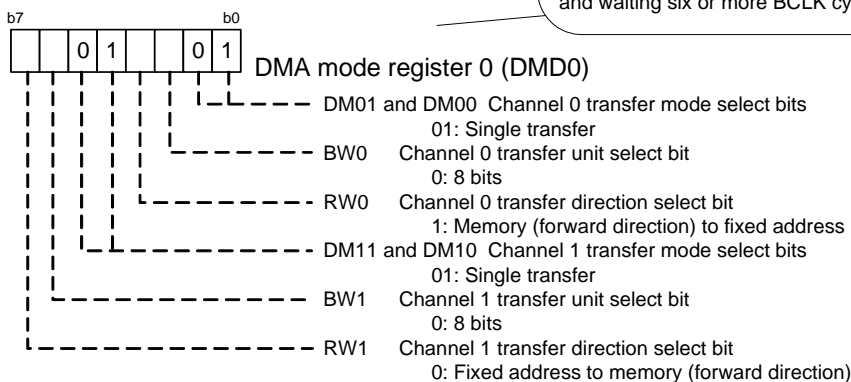 and waiting six or more BCLK cy
b7 b0
0 1 0 1
DMA mode register 0 (DMD0)
DM01 and DM00 Channel 0 transfer mode select bits
01: Single transfer
BW0 Channel 0 transfer unit select bit
0: 8 bits
RW0 Channel 0 transfer direction select bit
1: Memory (forward direction) to fixed address
DM11 and DM10 Channel 1 transfer mode select bits
01: Single transfer
BW1 Channel 1 transfer unit select bit
0: 8 bits
RW1 Channel 1 transfer direction select bit
0: Fixed address to memory (forward direction)